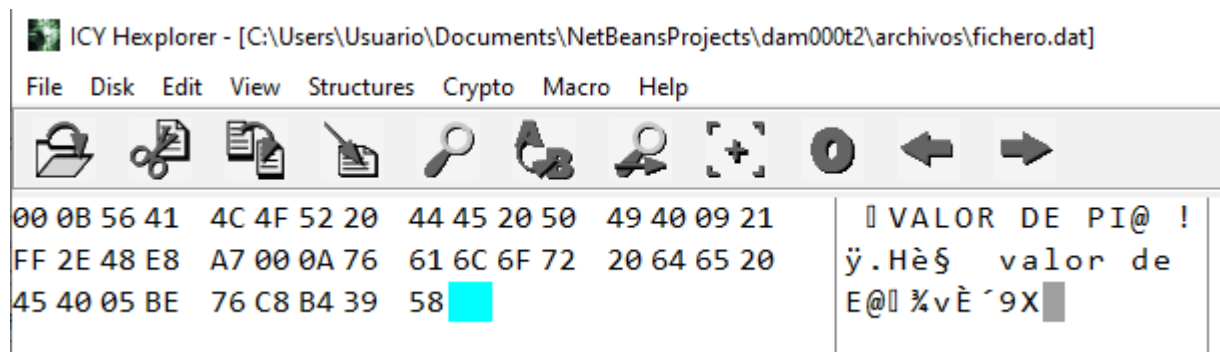 ICY Hexplorer - [C:\Users\Usuario\Documents\NetBeansProjects\dam000t2\archivos\fichero.dat]
File Disk Edit View Structures Crypto Macro Help
00 0B 56 41 4C 4F 52 20 44 45 20 50 49 40 09 21 VALOR DE PI@ !
FF 2E 48 E8 A7 00 0A 76 61 6C 6F 72 20 64 65 20 ÿ.Hè§ valor de
45 40 05 BE 76 C8 B4 39 58 E@ ¾vÈ´9X